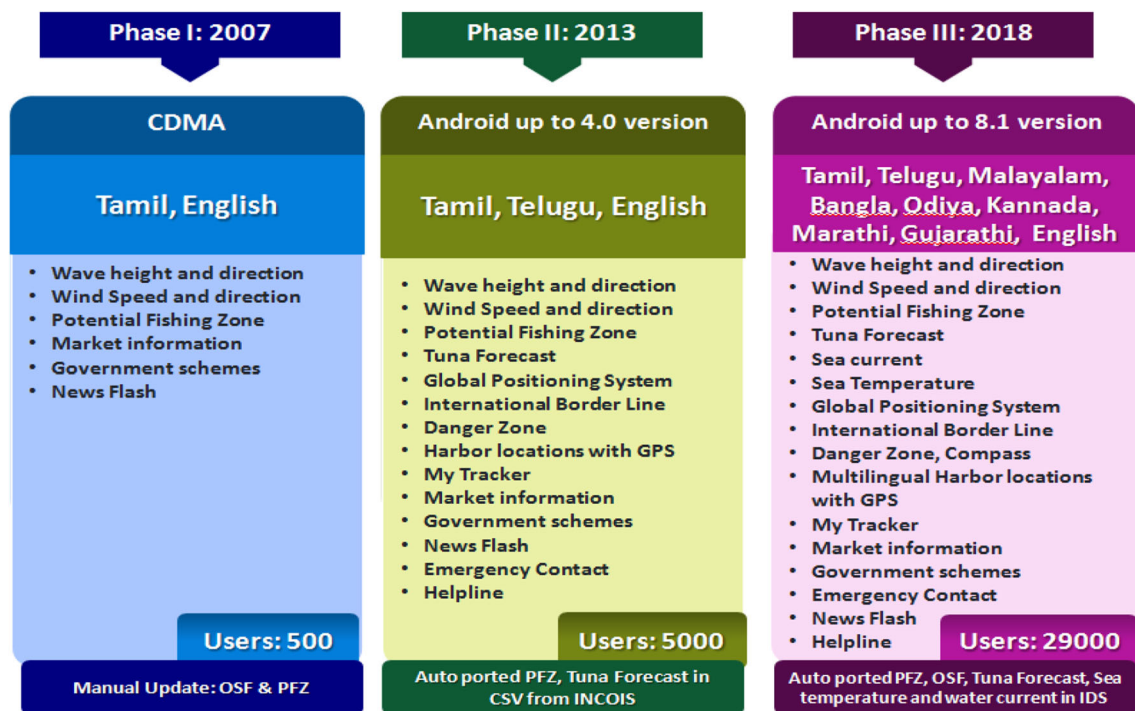 Phase I: 2007
CDMA
Tamil, English
• Wave height and direction
• Wind Speed and direction
• Potential Fishing Zone
• Market information
• Government schemes
• News Flash
Users: 500
Manual Update: OSF & PFZ
Phase II: 2013
Android up to 4.0 version
Tamil, Telugu, English
• Wave height and direction
• Wind Speed and direction
• Potential Fishing Zone
• Tuna Forecast
• Global Positioning System
• International Border Line
• Danger Zone
• Harbor locations with GPS
• My Tracker
• Market information
• Government schemes
• News Flash
• Emergency Contact
• Helpline
Users: 5000
Auto ported PFZ, Tuna Forecast in
CSV from INCOIS
Phase III: 2018
Android up to 8.1 version
Tamil, Telugu, Malayalam,
Bangla, Odiya, Kannada,
Marathi, Gujarathi, English
• Wave height and direction
• Wind Speed and direction
• Potential Fishing Zone
• Tuna Forecast
• Sea current
• Sea Temperature
• Global Positioning System
• International Border Line
• Danger Zone, Compass
• Multilingual Harbor locations
with GPS
• My Tracker
• Market information
• Government schemes
• Emergency Contact
• News Flash
• Helpline
Users: 29000
Auto ported PFZ, OSF, Tuna Forecast, Sea
temperature and water current in IDS